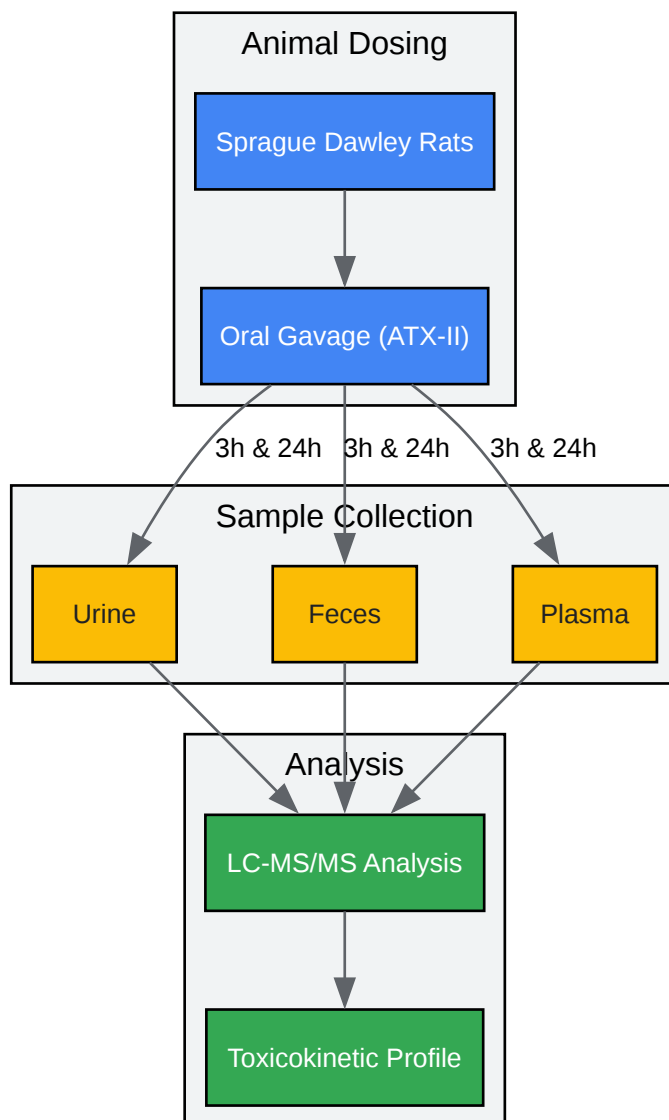 Animal Dosing
Sprague Dawley Rats
Oral Gavage (ATX-II)
3h & 24h
3h & 24h
3h & 24h
Sample Collection
Urine
Feces
Plasma
Analysis
LC-MS/MS Analysis
Toxicokinetic Profile